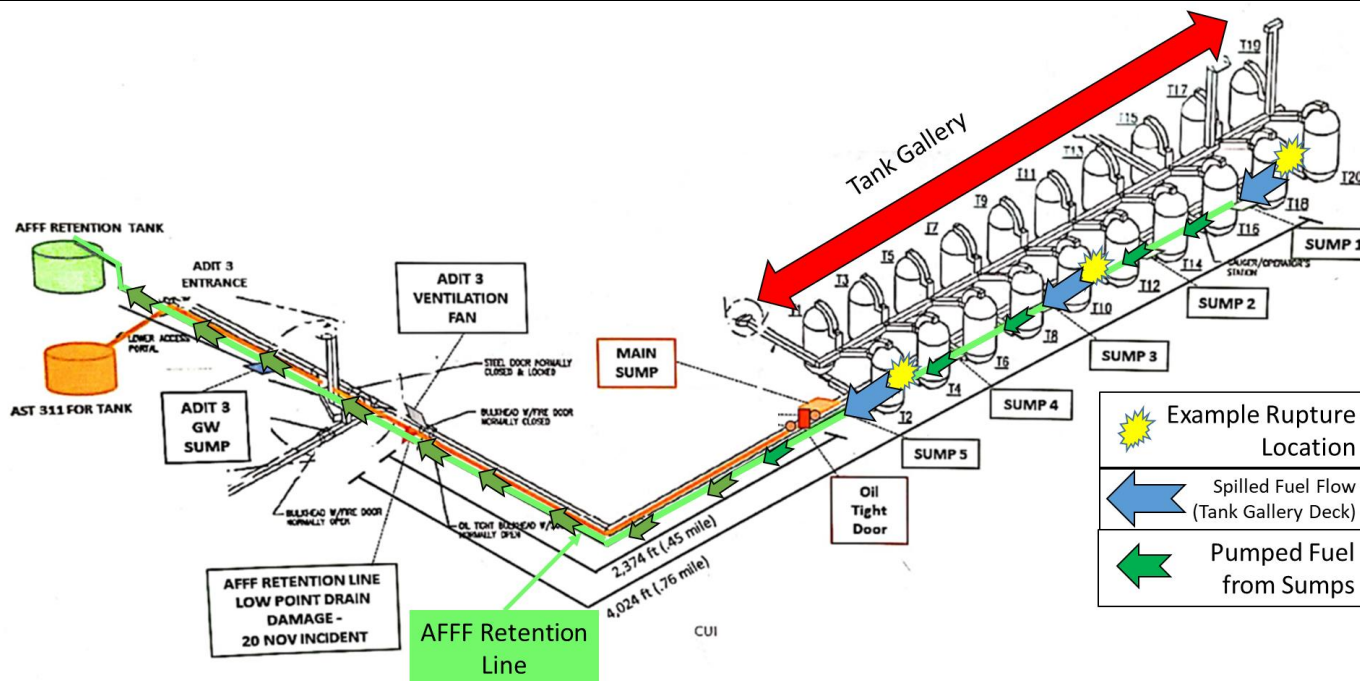 Tank Gallery
T19
T17
T15
T13
T11
T9
T7
T5
T3
T1
T20
T18
T16
T14
T12
T10
T8
T6
T4
T2
SUMP 1
GAUGER/OPERATOR'S
STATION
SUMP 2
SUMP 3
SUMP 4
SUMP 5
AFFF RETENTION TANK
ADIT 3
ENTRANCE
ADIT 3
VENTILATION
FAN
LOWER ACCESS
PORTAL
STEEL DOOR NORMALLY
CLOSED & LOCKED
MAIN
SUMP
AST 311 FOR TANK
ADIT 3
GW
SUMP
BULKHEAD W/FIRE DOOR
NORMALLY CLOSED
Oil
Tight
Door
BULKHEAD W/FIRE DOOR
NORMALLY OPEN
OIL TIGHT BULKHEAD
NORMALLY OPEN
2,374 ft (.45 mile)
4,024 ft (.76 mile)
AFFF RETENTION LINE
LOW POINT DRAIN
DAMAGE -
20 NOV INCIDENT
AFFF Retention
Line
CUI
Example Rupture
Location
Spilled Fuel Flow
(Tank Gallery Deck)
Pumped Fuel
from Sumps